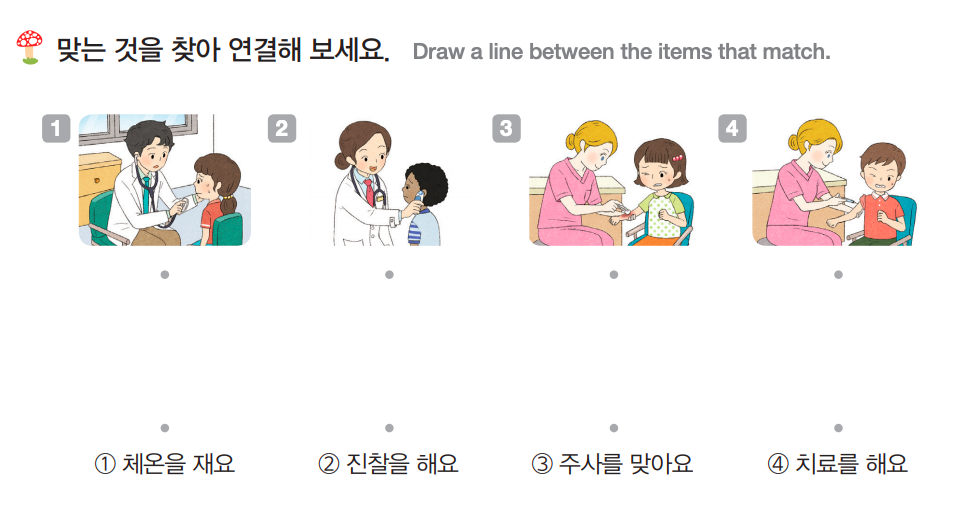 맞는 것을 찾아 연결해 보세요. Draw a line between the items that match.
1 2 3 4
① 체온을 재요 ② 진찰을 해요 ③ 주사를 맞아요 ④ 치료를 해요